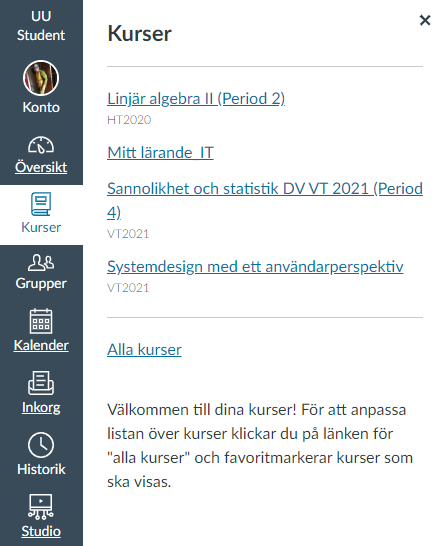 UU
Student
Konto
Översikt
Kurser
Grupper
Kalender
Inkorg
Historik
Studio
Kurser
×
Linjär algebra II (Period 2)
HT2020
Mitt lärande_IT
Sannolikhet och statistik DV VT 2021 (Period
4)
VT2021
Systemdesign med ett användarperspektiv
VT2021
Alla kurser
Välkommen till dina kurser! För att anpassa
listan över kurser klickar du på länken för
"alla kurser" och favoritmarkerar kurser som
ska visas.